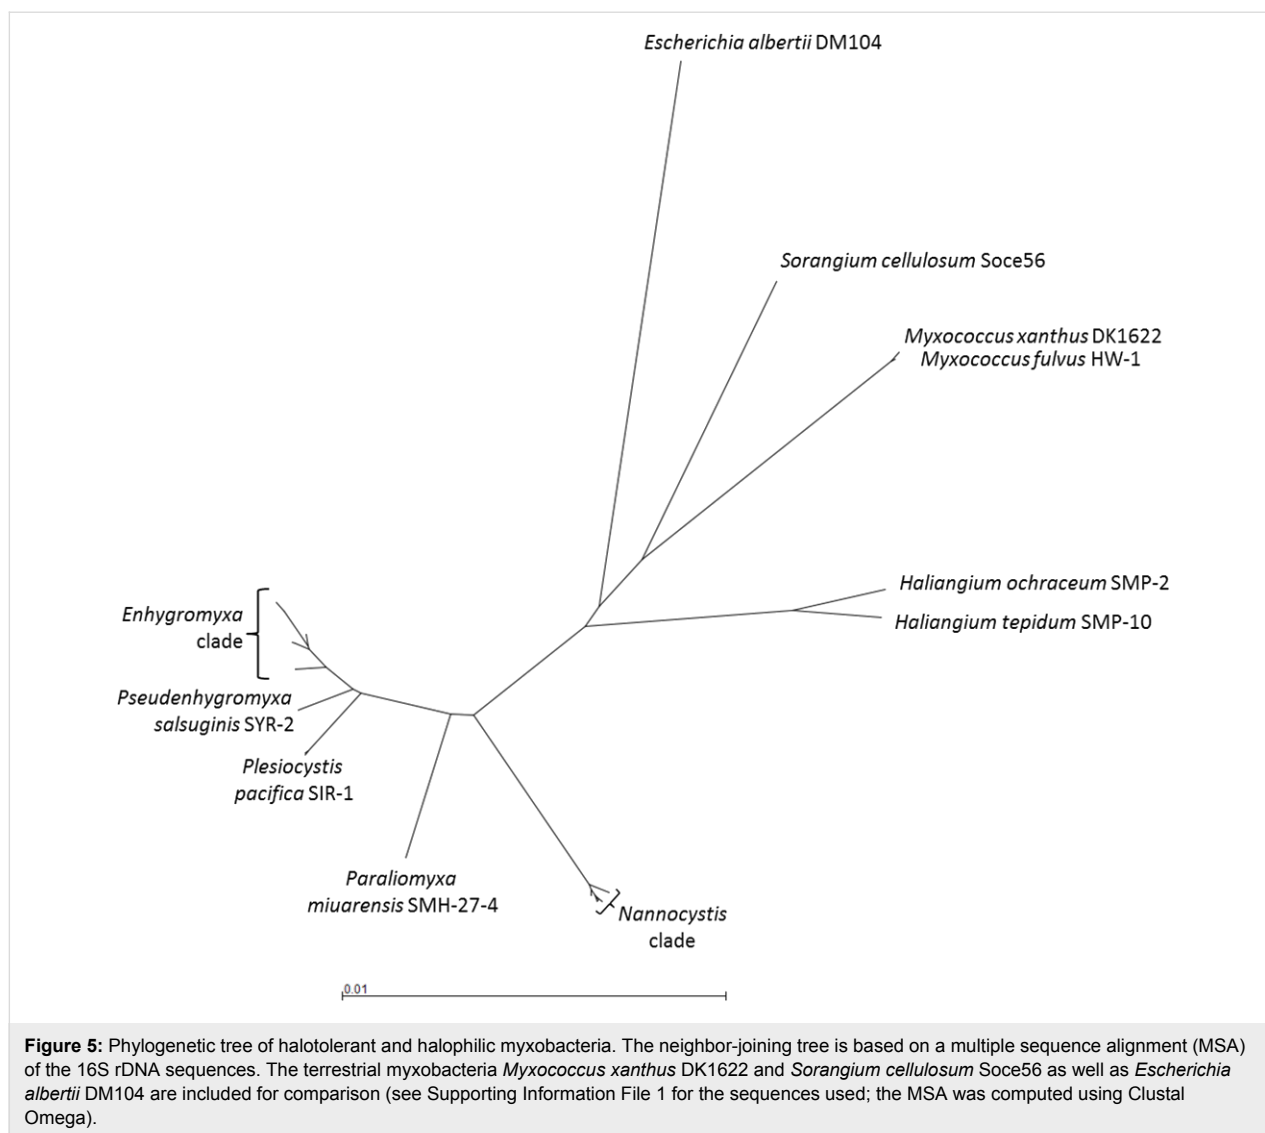 Escherichia albertii DM104
Sorangium cellulosum Soce56
Myxococcus xanthus DK1622
Myxococcus fulvus HW-1
Haliangium ochraceum SMP-2
Haliangium tepidum SMP-10
Enhygromyxa
clade
Pseudenhygromyxa
salsuginis SYR-2
Plesiocystis
pacifica SIR-1
Paraliomyxa
miuarensis SMH-27-4
Nannocystis
clade
0.01
Figure 5: Phylogenetic tree of halotolerant and halophilic myxobacteria. The neighbor-joining tree is based on a multiple sequence alignment (MSA)
of the 16S rDNA sequences. The terrestrial myxobacteria Myxococcus xanthus DK1622 and Sorangium cellulosum Soce56 as well as Escherichia
albertii DM104 are included for comparison (see Supporting Information File 1 for the sequences used; the MSA was computed using Clustal
Omega).